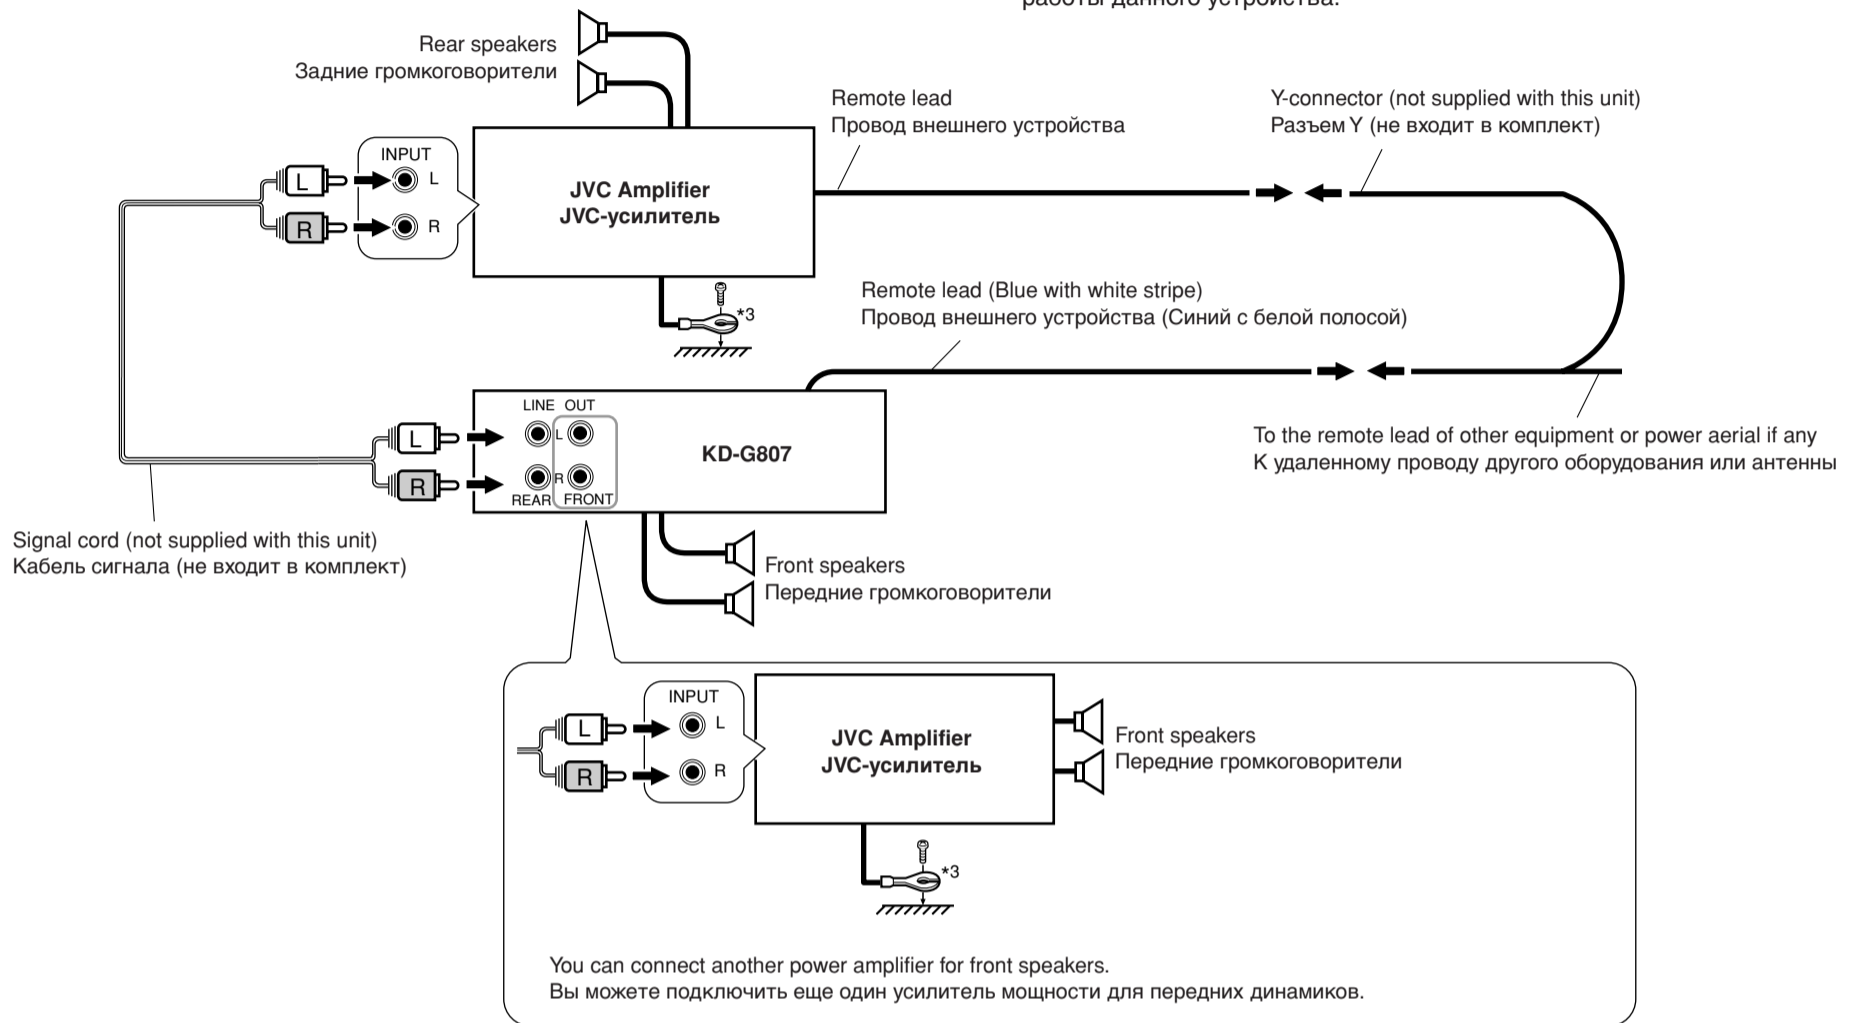 работы данного устройства.
Rear speakers
Задние громкоговорители
Remote lead
Провод внешнего устройства
Y-connector (not supplied with this unit)
Разъем Y (не входит в комплект)
INPUT
L
L
R
R
JVC Amplifier
JVC-усилитель
*3
Remote lead (Blue with white stripe)
Провод внешнего устройства (Синий с белой полосой)
LINE OUT
L
L
R
R
REAR FRONT
KD-G807
To the remote lead of other equipment or power aerial if any
К удаленному проводу другого оборудования или антенны
Signal cord (not supplied with this unit)
Кабель сигнала (не входит в комплект)
Front speakers
Передние громкоговорители
INPUT
L
L
R
R
JVC Amplifier
JVC-усилитель
Front speakers
Передние громкоговорители
*3
You can connect another power amplifier for front speakers.
Вы можете подключить еще один усилитель мощности для передних динамиков.